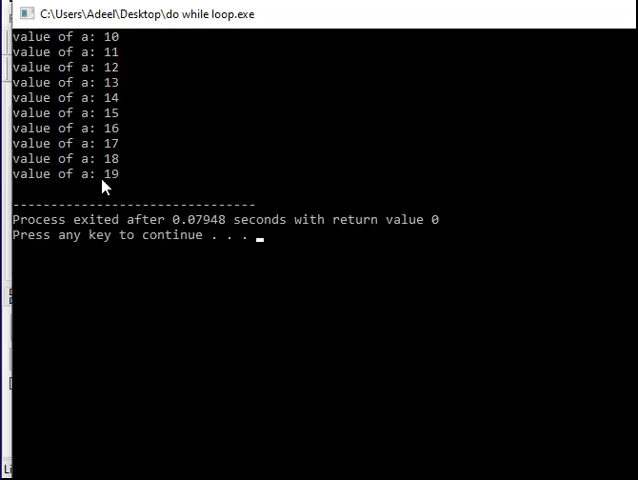 C:\Users\Adeel\Desktop\do while loop.exe
value of a: 10
value of a: 11
value of a: 12
value of a: 13
value of a: 14
value of a: 15
value of a: 16
value of a: 17
value of a: 18
value of a: 19
--------------------------------
Process exited after 0.07948 seconds with return value 0
Press any key to continue . . .
Li